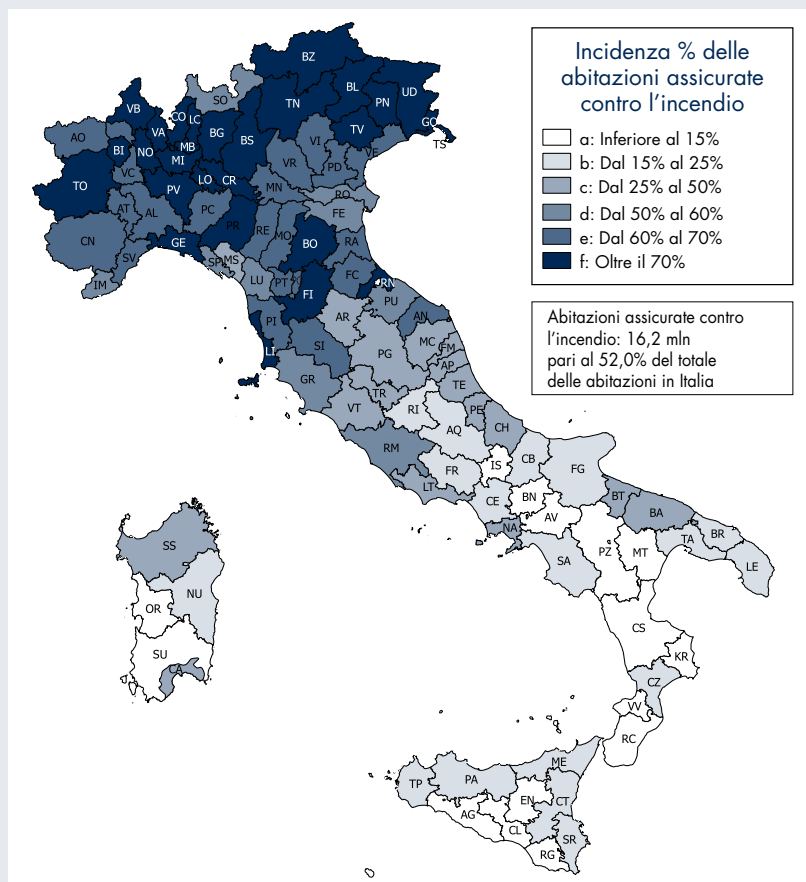 Incidenza % delle
abitazioni assicurate
contro l'incendio
a: Inferiore al 15%
b: Dal 15% al 25%
c: Dal 25% al 50%
d: Dal 50% al 60%
e: Dal 60% al 70%
f: Oltre il 70%
Abitazioni assicurate contro
l'incendio: 16,2 mln
pari al 52,0% del totale
delle abitazioni in Italia
BZ
BL
UD
PN
TN
SO
VB
CO
LC
GO
TV
TS
AO
VA
BG
BS
BI
NO
MB
MI
VI
VE
VR
PD
TO
VC
PV
LO
CR
MN
RO
AT
AL
PC
FE
CN
PR
RE
MO
BO
RA
GE
SV
SP
MS
FC
RN
IM
LU
PT
FI
PU
PI
AR
AN
LI
SI
MC
FM
PG
AP
GR
TE
TR
VT
RI
PE
AQ
CH
RM
FR
IS
CB
FG
LT
CE
BN
BT
BA
AV
NA
BR
TA
SA
PZ
MT
LE
SS
NU
OR
SU
CA
CS
KR
CZ
VV
RC
ME
TP
PA
EN
CT
AG
CL
SR
RG